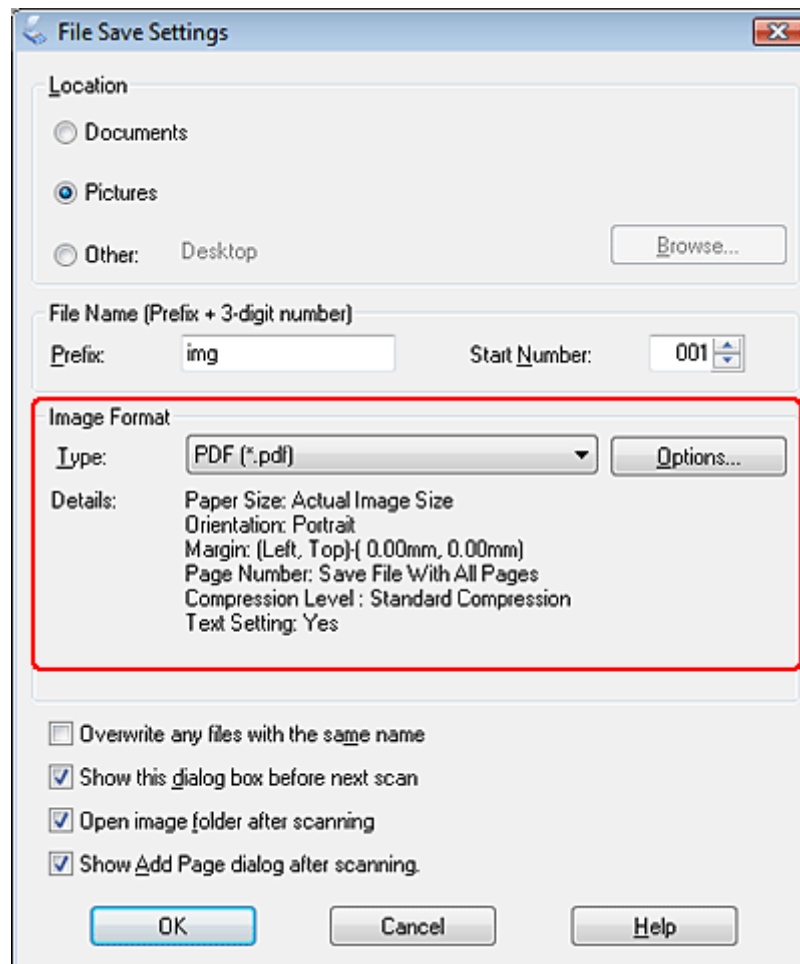 File Save Settings
Location
Documents
Pictures
Other: Desktop Browse...
File Name (Prefix + 3-digit number)
Prefix: img Start Number: 001
Image Format
Type: PDF (*.pdf) Options...
Details: Paper Size: Actual Image Size
Orientation: Portrait
Margin: (Left, Top)-( 0.00mm, 0.00mm)
Page Number: Save File With All Pages
Compression Level : Standard Compression
Text Setting: Yes
Overwrite any files with the same name
Show this dialog box before next scan
Open image folder after scanning
Show Add Page dialog after scanning.
OK Cancel Help